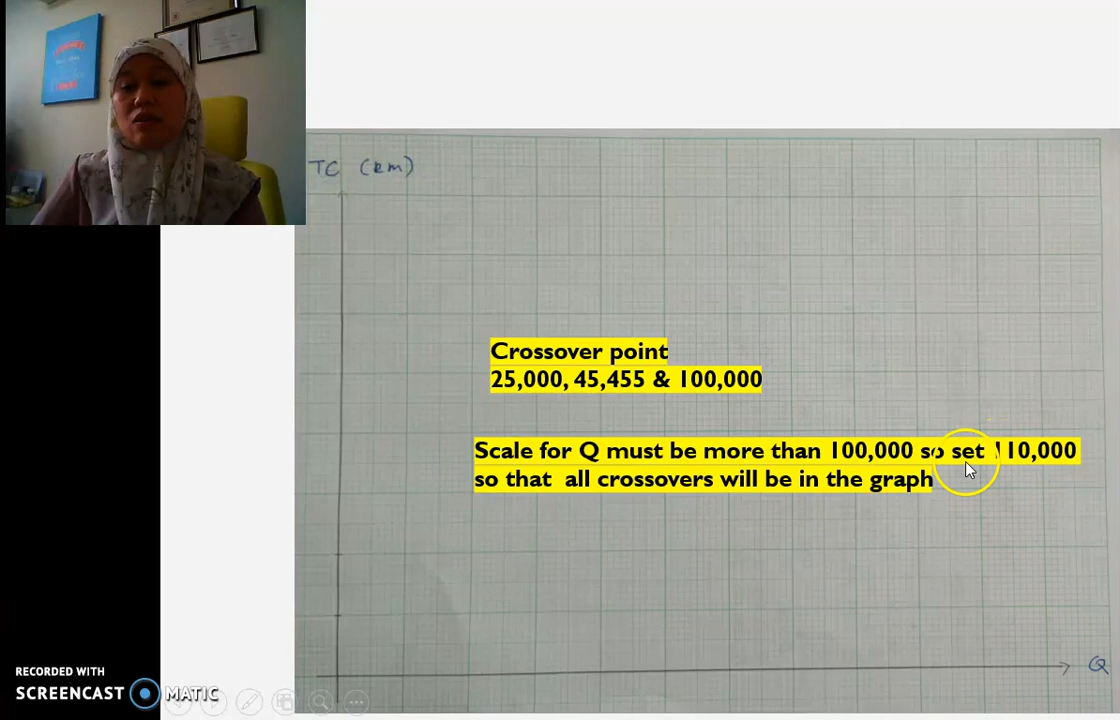 TC (RM)
Crossover point
25,000, 45,455 & 100,000
Scale for Q must be more than 100,000 so set 110,000
so that all crossovers will be in the graph
Q
RECORDED WITH
SCREENCAST MATIC